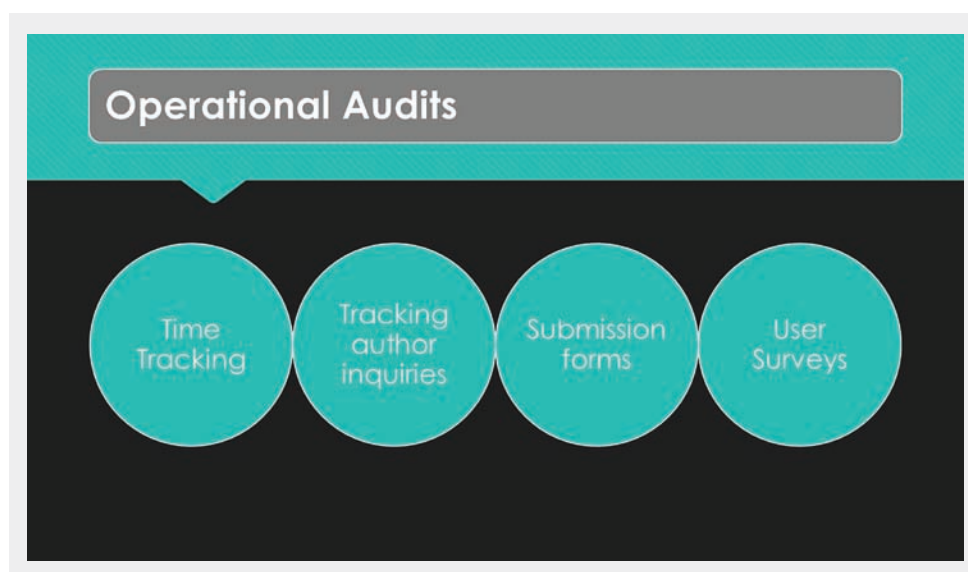 Operational Audits
Time
Tracking
Tracking
author
inquiries
Submission
forms
User
Surveys